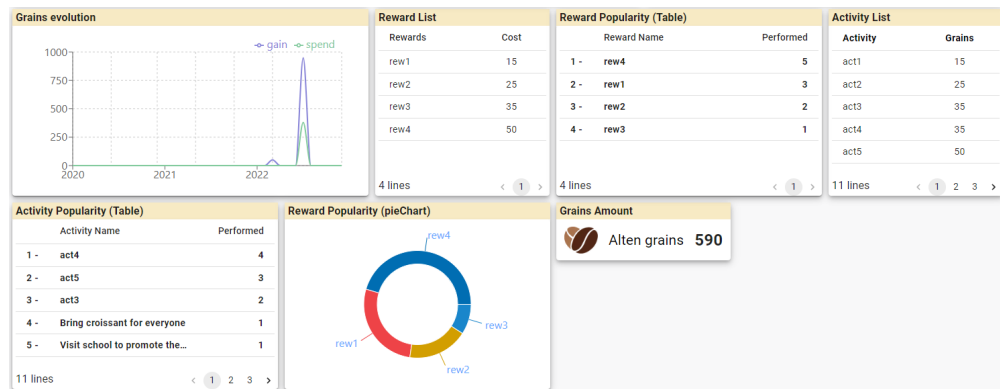 Grains evolution
gain spend
1000
750
500
250
0
2020 2021 2022
Reward List
Rewards Cost
rew1 15
rew2 25
rew3 35
rew4 50
4 lines ‹ 1 ›
Reward Popularity (Table)
Reward Name Performed
1 - rew4 5
2 - rew1 3
3 - rew2 2
4 - rew3 1
4 lines ‹ 1 ›
Activity List
Activity Grains
act1 15
act2 25
act3 35
act4 35
act5 50
11 lines ‹ 1 2 3 ›
Activity Popularity (Table)
Activity Name Performed
1 - act4 4
2 - act5 3
3 - act3 2
4 - Bring croissant for everyone 1
5 - Visit school to promote the... 1
11 lines ‹ 1 2 3 ›
Reward Popularity (pieChart)
rew4
rew3
rew1
rew2
Grains Amount
Alten grains 590